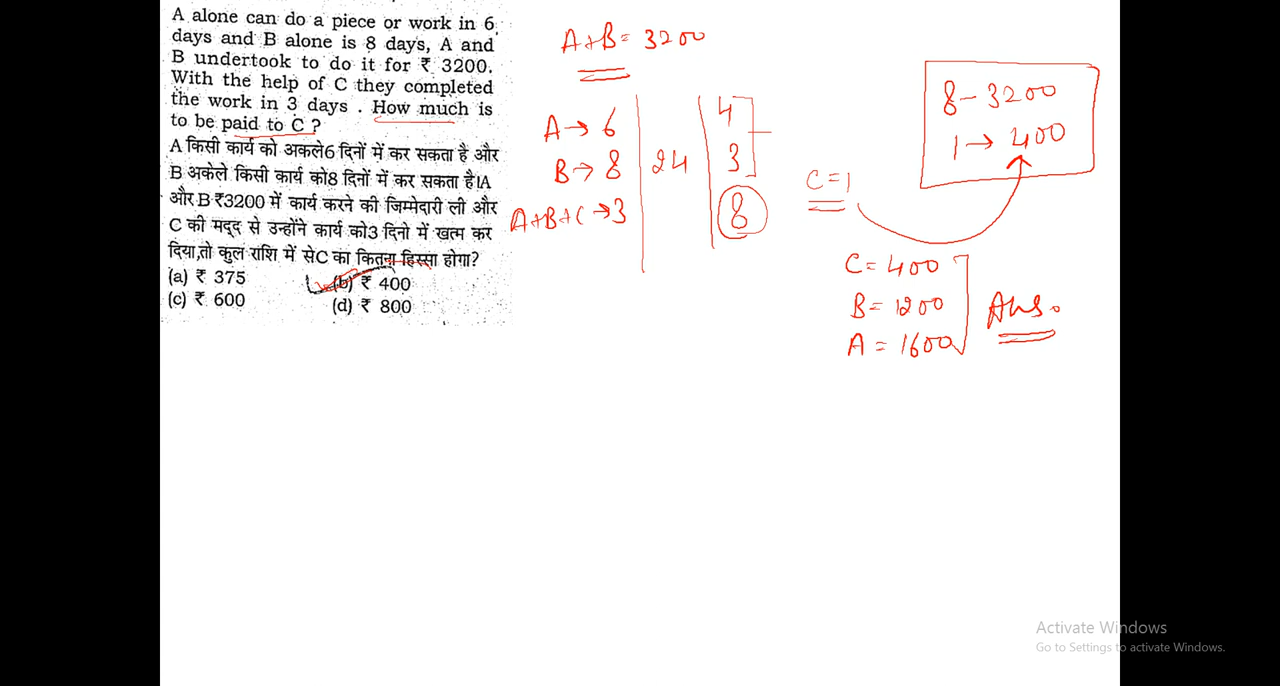 A alone can do a piece or work in 6
days and B alone is 8 days, A and
B undertook to do it for ₹ 3200.
With the help of C they completed
the work in 3 days . How much is
to be paid to C ?
A किसी कार्य को अकले6 दिनों में कर सकता है और
B अकेले किसी कार्य को8 दिनों में कर सकता है।A
और B ₹3200 में कार्य करने की जिम्मेदारी ली और
C की मद्द से उन्होंने कार्य को3 दिनो में खत्म कर
दिया,तो कुल राशि में सेC का कितना हिस्सा होगा?
(a) ₹ 375 (b) ₹ 400
(c) ₹ 600 (d) ₹ 800
A+B = 3200
A → 6 4
B → 8 24 3
A+B+C → 3 8
C = 1
8 - 3200
1 → 400
C = 400
B = 1200
A = 1600
Ans.
Activate Windows
Go to Settings to activate Windows.